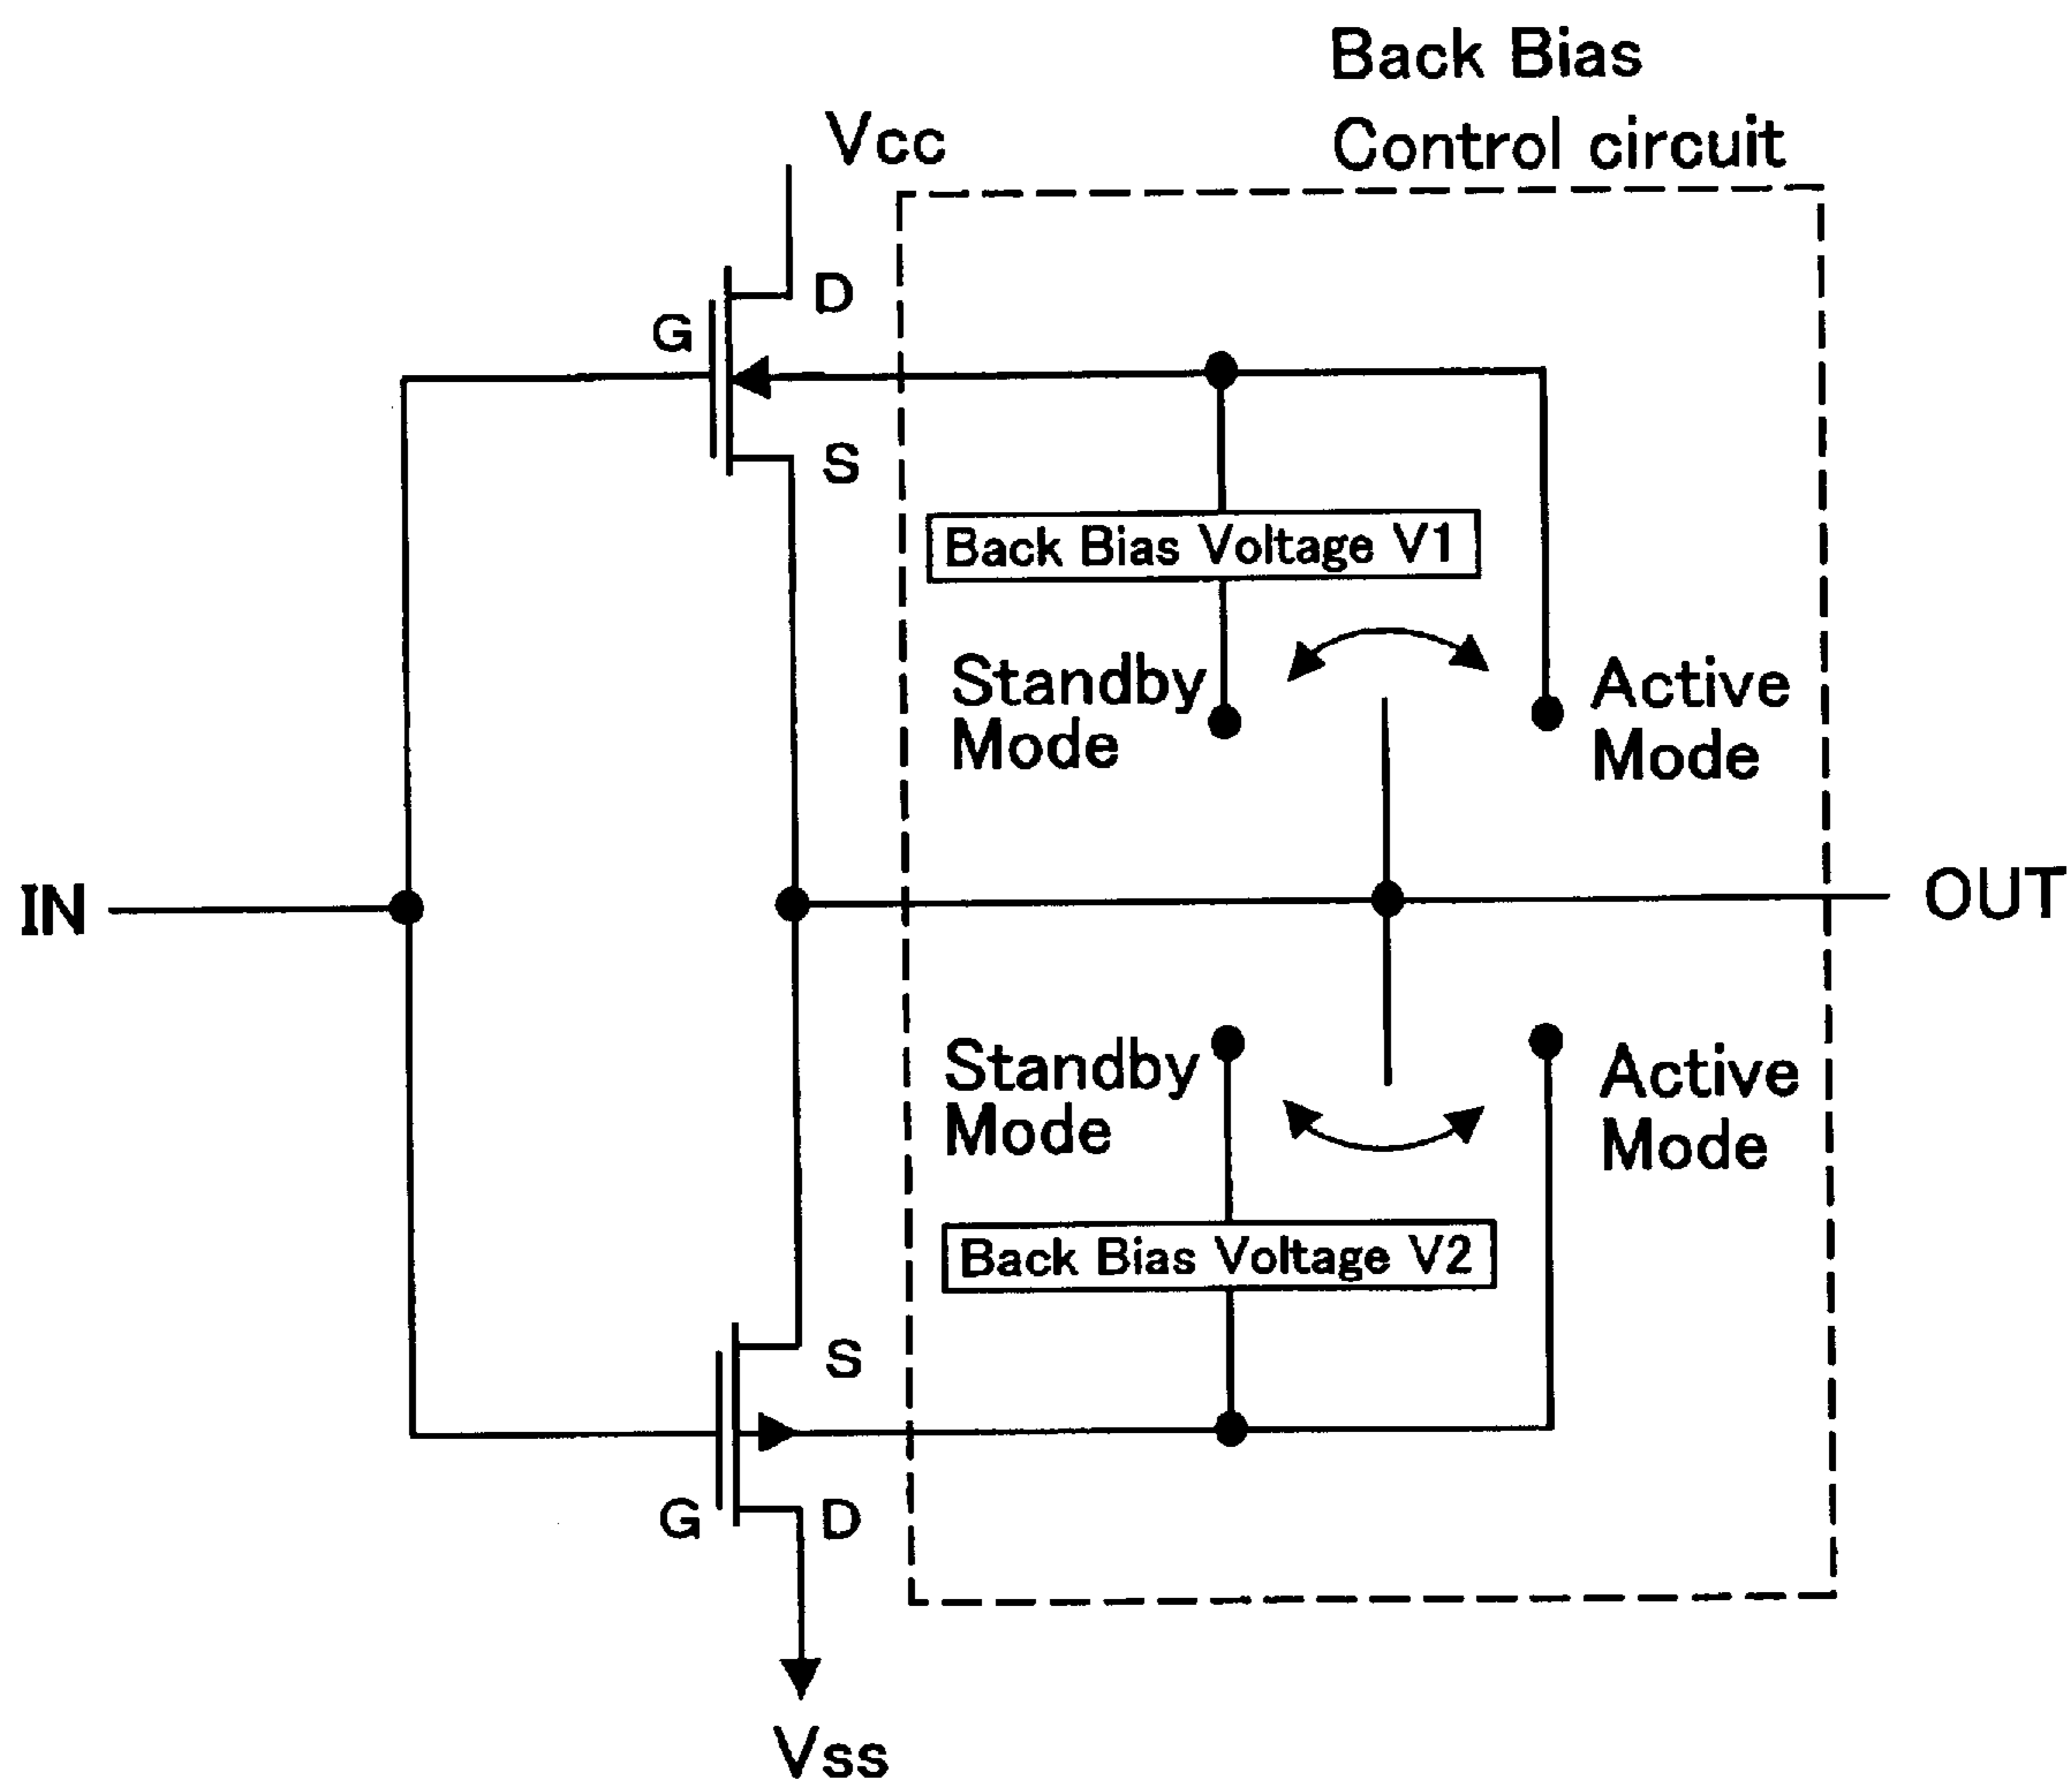 Back Bias
Control circuit
Vcc
D
G
S
Back Bias Voltage V1
Standby
Mode
Active
Mode
IN
OUT
Standby
Mode
Active
Mode
Back Bias Voltage V2
S
G
D
Vss